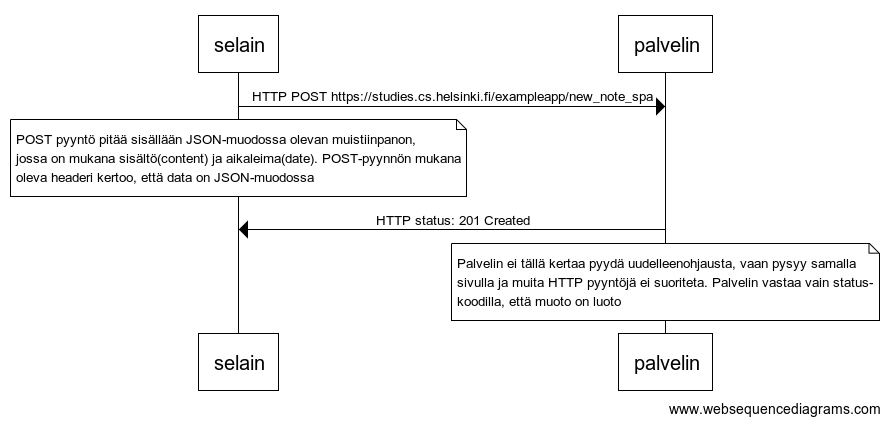 selain
palvelin
HTTP POST https://studies.cs.helsinki.fi/exampleapp/new_note_spa
POST pyyntö pitää sisällään JSON-muodossa olevan muistiinpanon,
jossa on mukana sisältö(content) ja aikaleima(date). POST-pyynnön mukana
oleva headeri kertoo, että data on JSON-muodossa
HTTP status: 201 Created
Palvelin ei tällä kertaa pyydä uudelleenohjausta, vaan pysyy samalla
sivulla ja muita HTTP pyyntöjä ei suoriteta. Palvelin vastaa vain status-
koodilla, että muoto on luoto
selain
palvelin
www.websequencediagrams.com